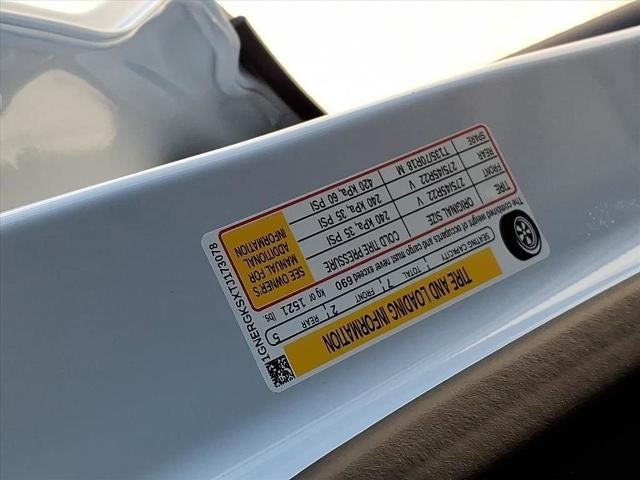 TIRE AND LOADING INFORMATION
SEATING CAPACITY TOTAL 7 FRONT 2 REAR 5
The combined weight of occupants and cargo must never exceed 690 kg or 1521 lbs.
TIRE ORIGINAL SIZE COLD TIRE PRESSURE
FRONT 275/45R22 V 240 kPa, 35 PSI
REAR 275/45R22 V 240 kPa, 35 PSI
SPARE T135/70R18 M 420 kPa, 60 PSI
SEE OWNER'S
MANUAL FOR
ADDITIONAL
INFORMATION
1GNERGKSXTJ173078